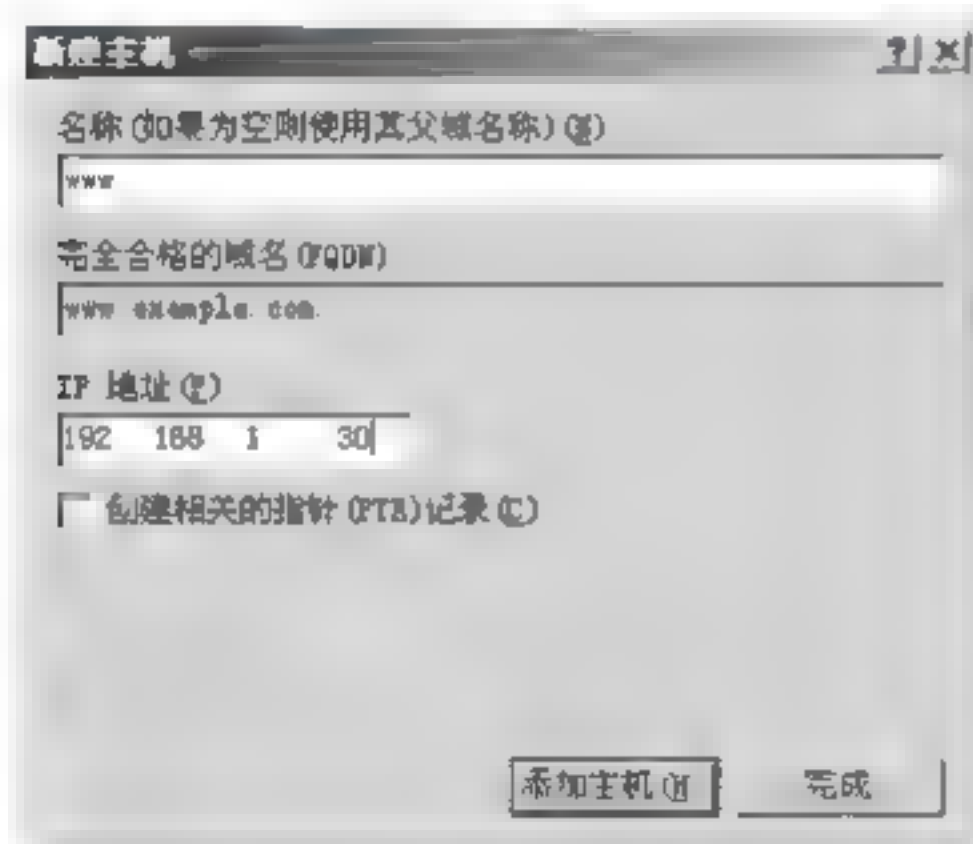 新建主机
名称(如果为空则使用其父域名称)(N)
www
完全合格的域名(FQDN)
www.example.com.
IP 地址(P)
192 168 1 30
创建相关的指针(PTR)记录(C)
添加主机(H
完成